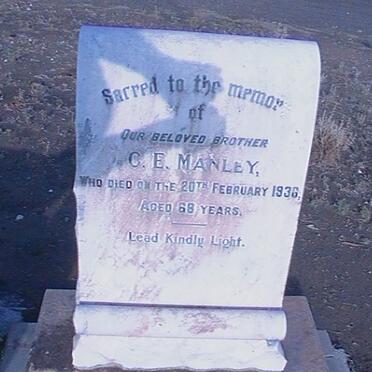 Sacred to the memory
of
OUR BELOVED BROTHER
C. E. MANLEY,
WHO DIED ON THE 20TH FEBRUARY 1936,
AGED 68 YEARS.
Lead Kindly Light.